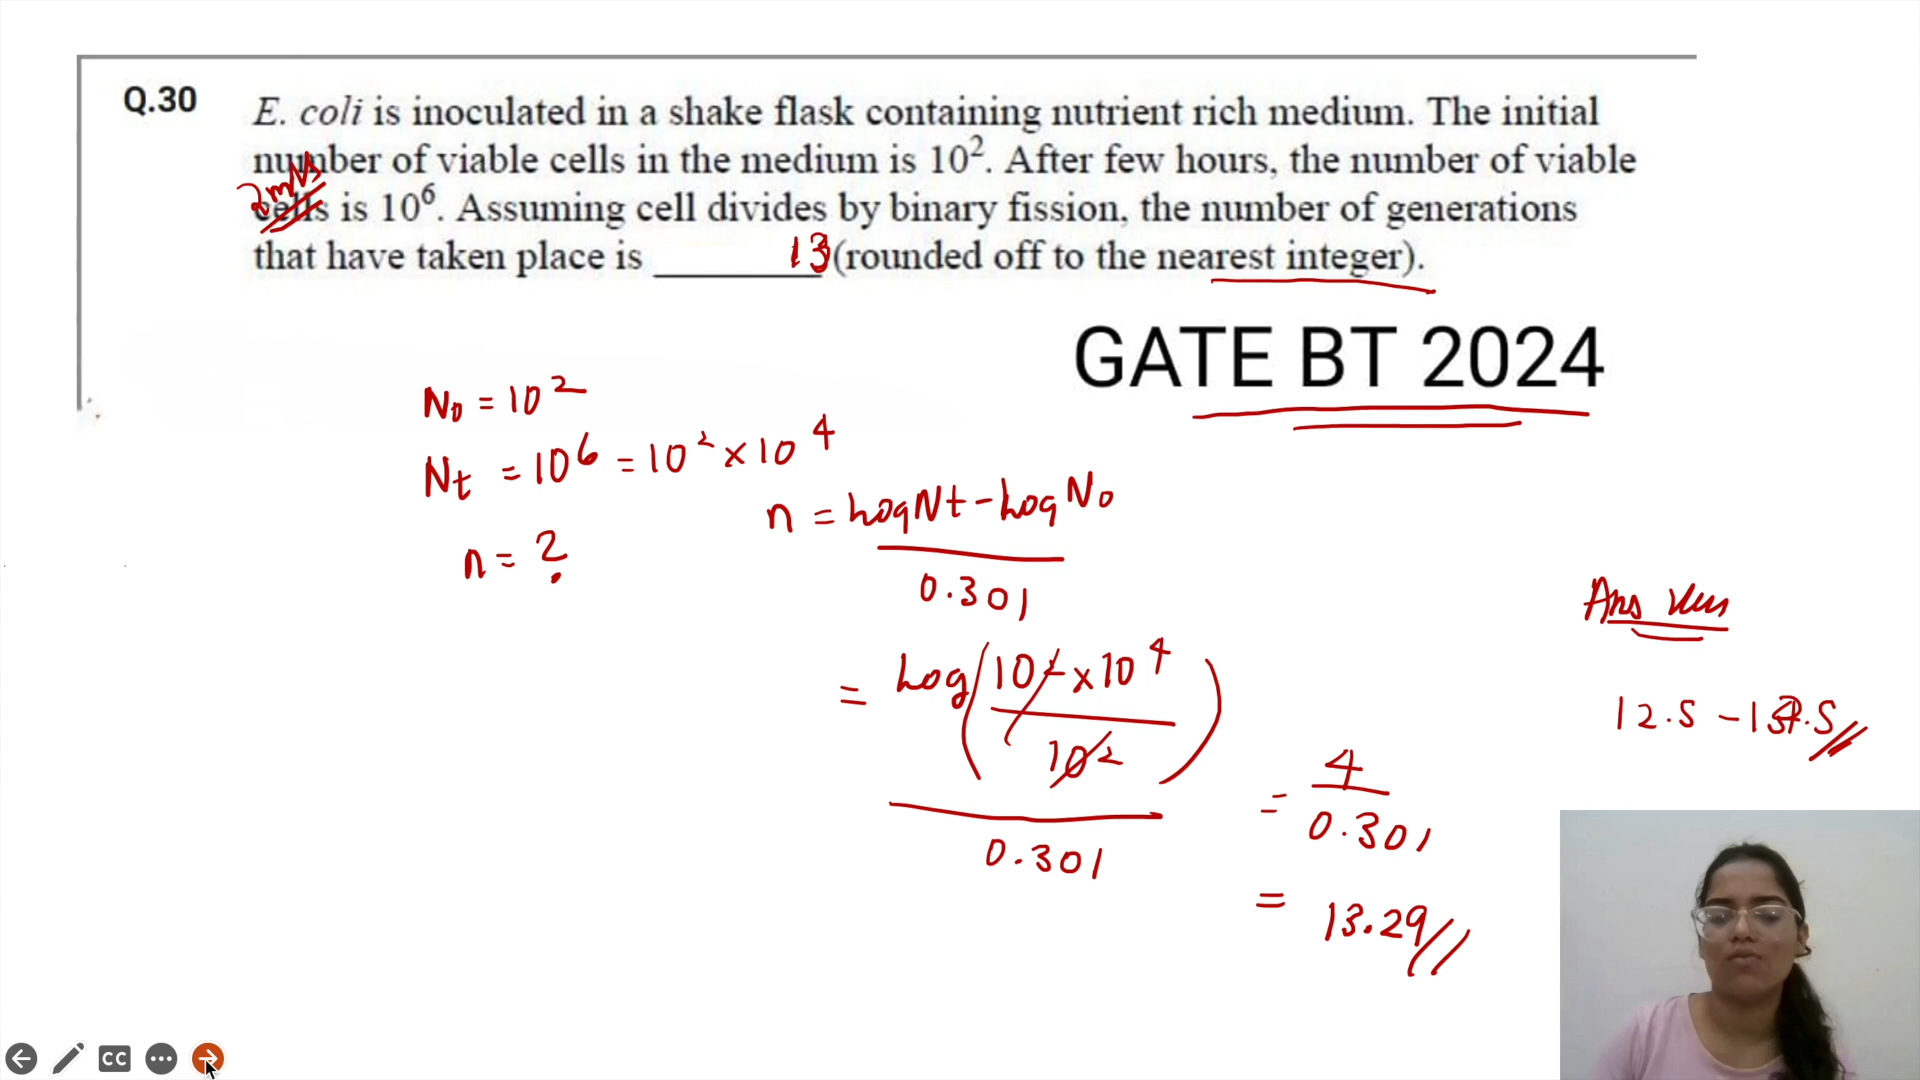 Q.30 E. coli is inoculated in a shake flask containing nutrient rich medium. The initial
number of viable cells in the medium is 10². After few hours, the number of viable
cells is 10⁶. Assuming cell divides by binary fission, the number of generations
that have taken place is ________ 13 (rounded off to the nearest integer).
GATE BT 2024
N₀ = 10²
Nt = 10⁶ = 10² × 10⁴
n = ?
n = log Nt - log N₀
0.301
= log (10² × 10⁴
10²)
0.301
= 4
0.301
= 13.29//
Ans
12.5 -
CC